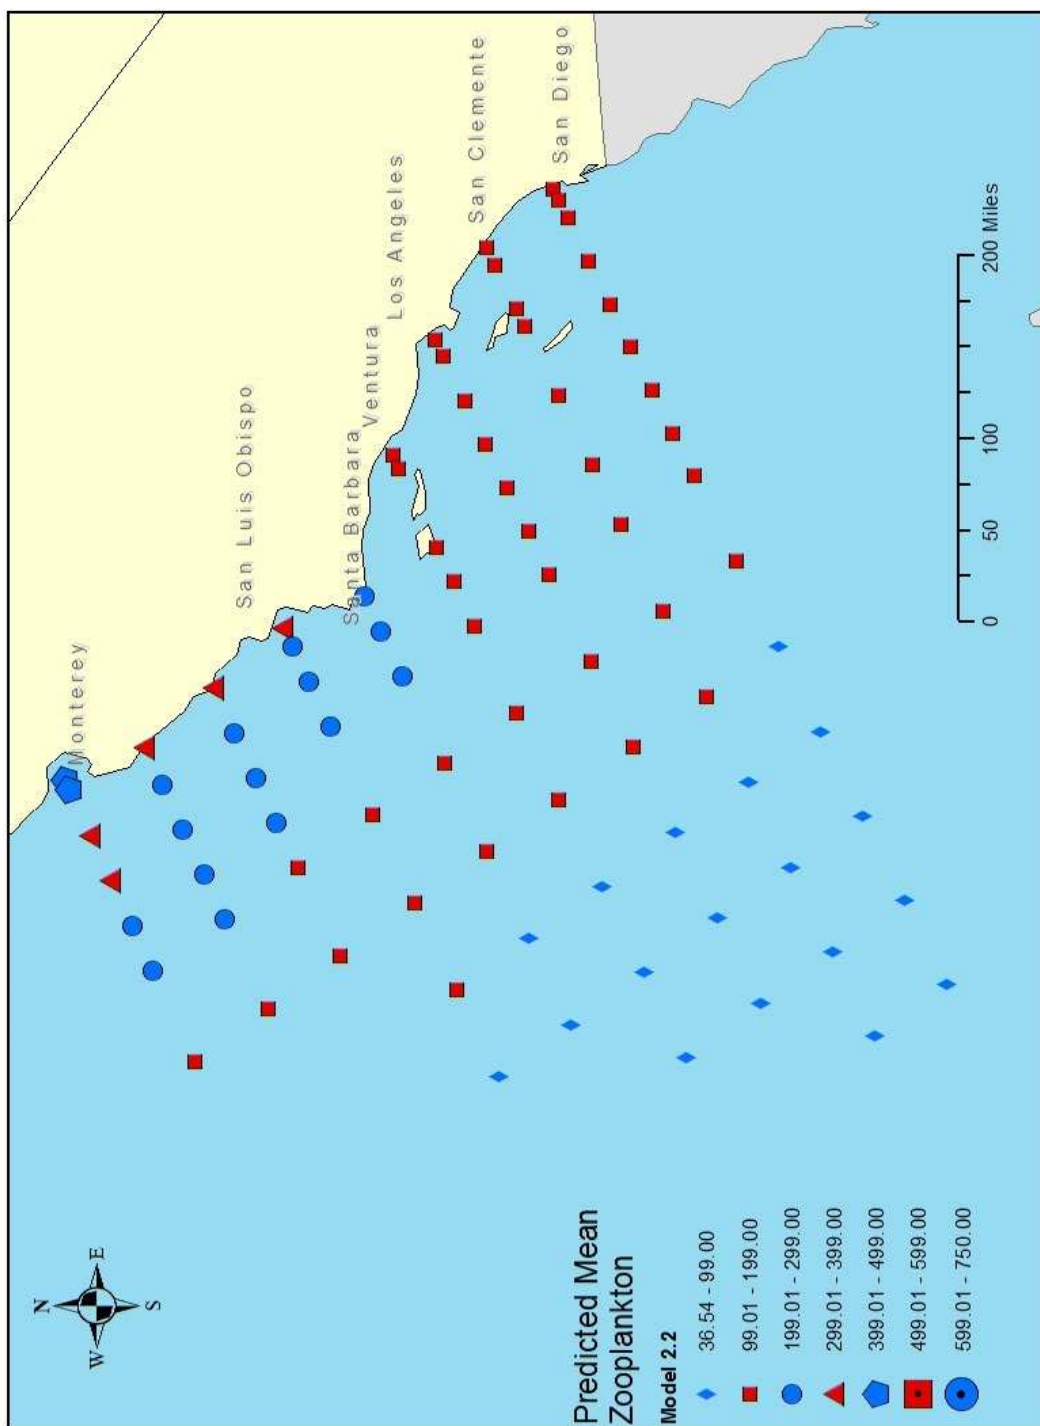 Monterey
San Luis Obispo
Santa Barbara
Ventura
Los Angeles
San Clemente
San Diego
N
W
E
S
Predicted Mean
Zooplankton
Model 2.2
36.54 - 99.00
99.01 - 199.00
199.01 - 299.00
299.01 - 399.00
399.01 - 499.00
499.01 - 599.00
599.01 - 750.00
0
50
100
200 Miles